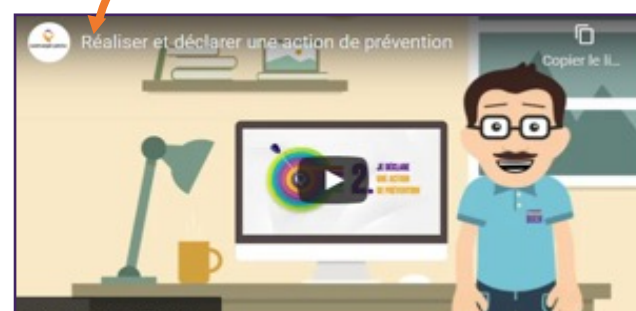 Réaliser et déclarer une action de prévention
Copier le li...
2.
JE DÉCLARE
UNE ACTION
DE PRÉVENTION